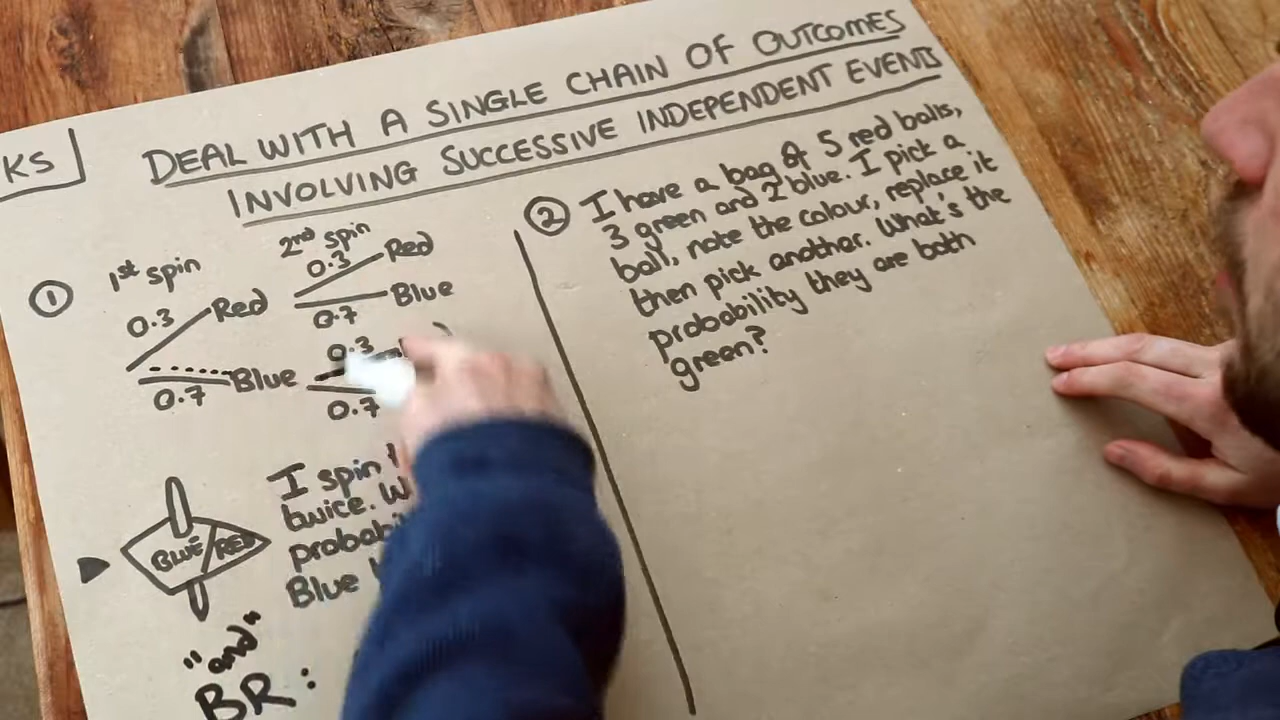 KS
DEAL WITH A SINGLE CHAIN OF OUTCOMES
INVOLVING SUCCESSIVE INDEPENDENT EVENTS
1
1st spin
2nd spin
0.3
Red
0.7
Blue
0.3
Red
0.7
Blue
0.3
0.7
BLUE RED
I spin
twice.
Blue
"and"
BR:
2 I have a bag of 5 red balls,
3 green and 2 blue. I pick a
ball, note the colour, replace it
then pick another. What's the
probability they are both
green?